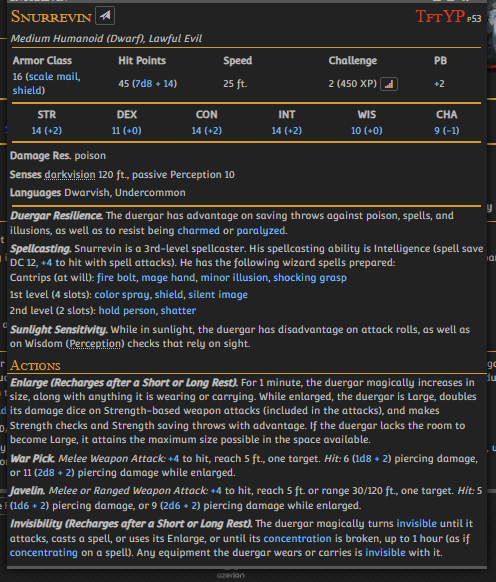 Snurrevin TftYP p53
Medium Humanoid (Dwarf), Lawful Evil
Armor Class Hit Points Speed Challenge PB
16 (scale mail, shield) 45 (7d8 + 14) 25 ft. 2 (450 XP) +2
STR DEX CON INT WIS CHA
14 (+2) 11 (+0) 14 (+2) 14 (+2) 10 (+0) 9 (−1)
Damage Res. poison
Senses darkvision 120 ft., passive Perception 10
Languages Dwarvish, Undercommon
Duergar Resilience. The duergar has advantage on saving throws against poison, spells, and
illusions, as well as to resist being charmed or paralyzed.
Spellcasting. Snurrevin is a 3rd-level spellcaster. His spellcasting ability is Intelligence (spell save
DC 12, +4 to hit with spell attacks). He has the following wizard spells prepared:
Cantrips (at will): fire bolt, mage hand, minor illusion, shocking grasp
1st level (4 slots): color spray, shield, silent image
2nd level (2 slots): hold person, shatter
Sunlight Sensitivity. While in sunlight, the duergar has disadvantage on attack rolls, as well as
on Wisdom (Perception) checks that rely on sight.
Actions
Enlarge (Recharges after a Short or Long Rest). For 1 minute, the duergar magically increases in
size, along with anything it is wearing or carrying. While enlarged, the duergar is Large, doubles
its damage dice on Strength-based weapon attacks (included in the attacks), and makes
Strength checks and Strength saving throws with advantage. If the duergar lacks the room to
become Large, it attains the maximum size possible in the space available.
War Pick. Melee Weapon Attack: +4 to hit, reach 5 ft., one target. Hit: 6 (1d8 + 2) piercing damage,
or 11 (2d8 + 2) piercing damage while enlarged.
Javelin. Melee or Ranged Weapon Attack: +4 to hit, reach 5 ft. or range 30/120 ft., one target. Hit: 5
(1d6 + 2) piercing damage, or 9 (2d6 + 2) piercing damage while enlarged.
Invisibility (Recharges after a Short or Long Rest). The duergar magically turns invisible until it
attacks, casts a spell, or uses its Enlarge, or until its concentration is broken, up to 1 hour (as if
concentrating on a spell). Any equipment the duergar wears or carries is invisible with it.